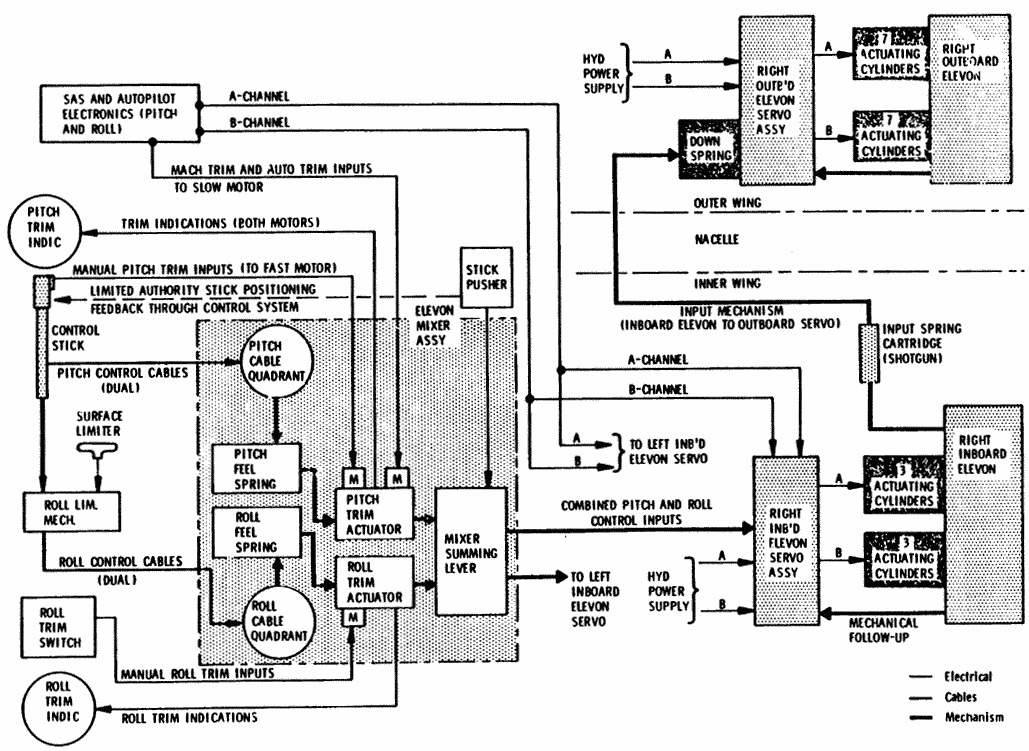 SAS AND AUTOPILOT
ELECTRONICS (PITCH
AND ROLL)
A-CHANNEL
B-CHANNEL
MACH TRIM AND AUTO TRIM INPUTS
TO SLOW MOTOR
PITCH
TRIM
INDIC
TRIM INDICATIONS (BOTH MOTORS)
MANUAL PITCH TRIM INPUTS (TO FAST MOTOR)
LIMITED AUTHORITY STICK POSITIONING
FEEDBACK THROUGH CONTROL SYSTEM
STICK
PUSHER
ELEVON
MIXER
ASSY
CONTROL
STICK
PITCH CONTROL CABLES
(DUAL)
PITCH
CABLE
QUADRANT
SURFACE
LIMITER
PITCH
FEEL
SPRING
ROLL LIM.
MECH.
M
M
PITCH
TRIM
ACTUATOR
ROLL
FEEL
SPRING
ROLL
TRIM
ACTUATOR
M
MIXER
SUMMING
LEVER
ROLL CONTROL CABLES
(DUAL)
ROLL
CABLE
QUADRANT
ROLL
TRIM
SWITCH
MANUAL ROLL TRIM INPUTS
ROLL
TRIM
INDIC
ROLL TRIM INDICATIONS
HYD
POWER
SUPPLY
A
B
RIGHT
OUTB'D
ELEVON
SERVO
ASSY
DOWN
SPRING
A
7
ACTUATING
CYLINDERS
B
7
ACTUATING
CYLINDERS
RIGHT
OUTBOARD
ELEVON
OUTER WING
NACELLE
INNER WING
INPUT MECHANISM
(INBOARD ELEVON TO OUTBOARD SERVO)
INPUT SPRING
CARTRIDGE
(SHOTGUN)
A-CHANNEL
B-CHANNEL
A
B
TO LEFT INB'D
ELEVON SERVO
COMBINED PITCH AND ROLL
CONTROL INPUTS
TO LEFT
INBOARD
ELEVON
SERVO
HYD
POWER
SUPPLY
A
B
RIGHT
INB'D
ELEVON
SERVO
ASSY
A
3
ACTUATING
CYLINDERS
B
3
ACTUATING
CYLINDERS
RIGHT
INBOARD
ELEVON
MECHANICAL
FOLLOW-UP
Electrical
Cables
Mechanism